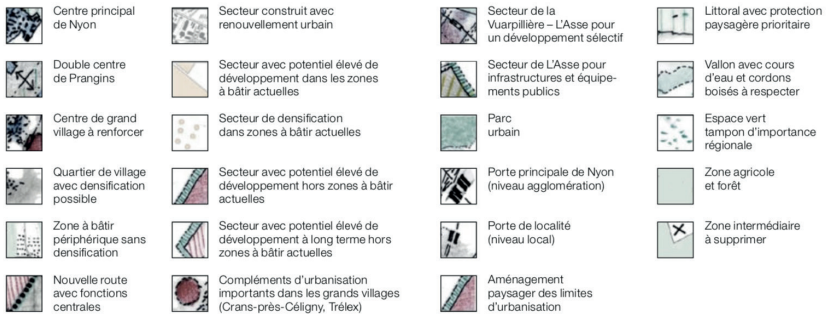 Centre principal
de Nyon
Double centre
de Prangins
Centre de grand
village à renforcer
Quartier de village
avec densification
possible
Zone à bâtir
périphérique sans
densification
Nouvelle route
avec fonctions
centrales
Secteur construit avec
renouvellement urbain
Secteur avec potentiel élevé de
développement dans les zones
à bâtir actuelles
Secteur de densification
dans zones à bâtir actuelles
Secteur avec potentiel élevé de
développement hors zones à bâtir
actuelles
Secteur avec potentiel élevé de
développement à long terme hors
zones à bâtir actuelles
Compléments d'urbanisation
importants dans les grands villages
(Crans-près-Céligny, Trélex)
Secteur de la
Vuarpillière – L'Asse pour
un développement sélectif
Secteur de L'Asse pour
infrastructures et équipe-
ments publics
Parc
urbain
Porte principale de Nyon
(niveau agglomération)
Porte de localité
(niveau local)
Aménagement
paysager des limites
d'urbanisation
Littoral avec protection
paysagère prioritaire
Vallon avec cours
d'eau et cordons
boisés à respecter
Espace vert
tampon d'importance
régionale
Zone agricole
et forêt
Zone intermédiaire
à supprimer